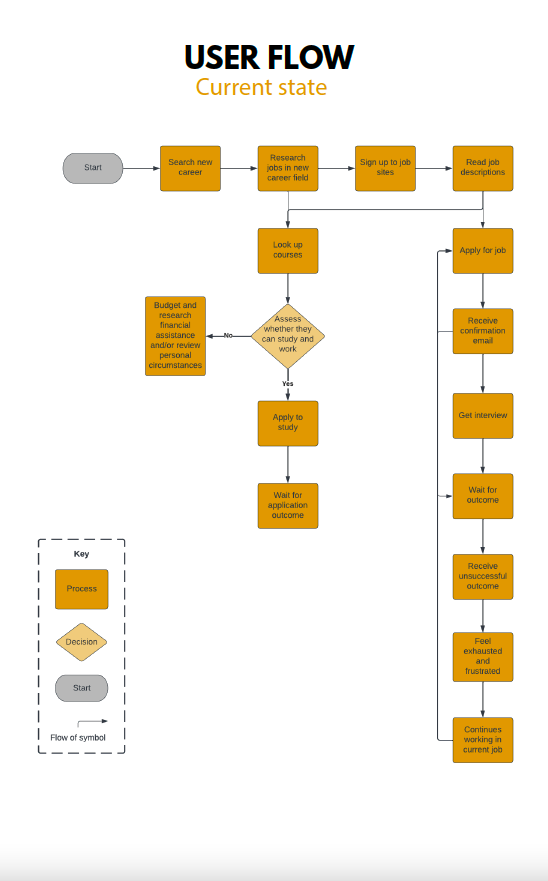 USER FLOW
Current state
Start
Search new
career
Research
jobs in new
career field
Sign up to job
sites
Read job
descriptions
Look up
courses
Apply for job
Budget and
research
financial
assistance
and/or review
personal
circumstances
No
Assess
whether they
can study and
work
Receive
confirmation
email
Yes
Apply to
study
Get interview
Wait for
application
outcome
Wait for
outcome
Receive
unsuccessful
outcome
Feel
exhausted
and
frustrated
Continues
working in
current job
Key
Process
Decision
Start
Flow of symbol